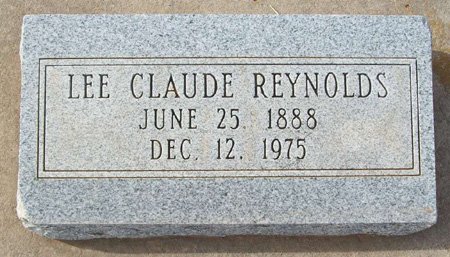 LEE CLAUDE REYNOLDS
JUNE 25, 1888
DEC. 12, 1975